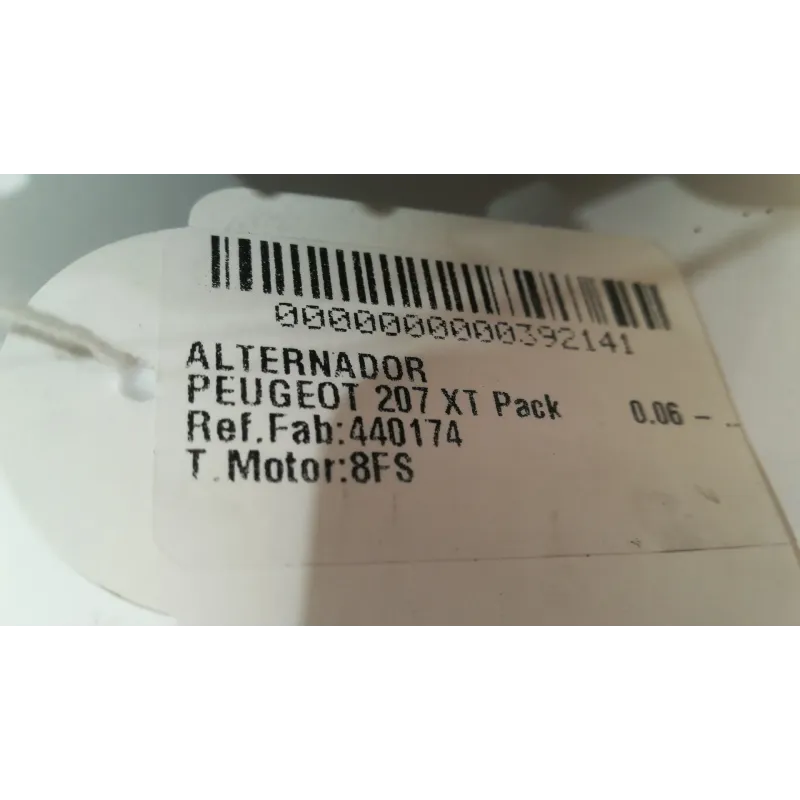 0000000000392141
ALTERNADOR
PEUGEOT 207 XT Pack 0.06 - ..
Ref.Fab:440174
T.Motor:8FS